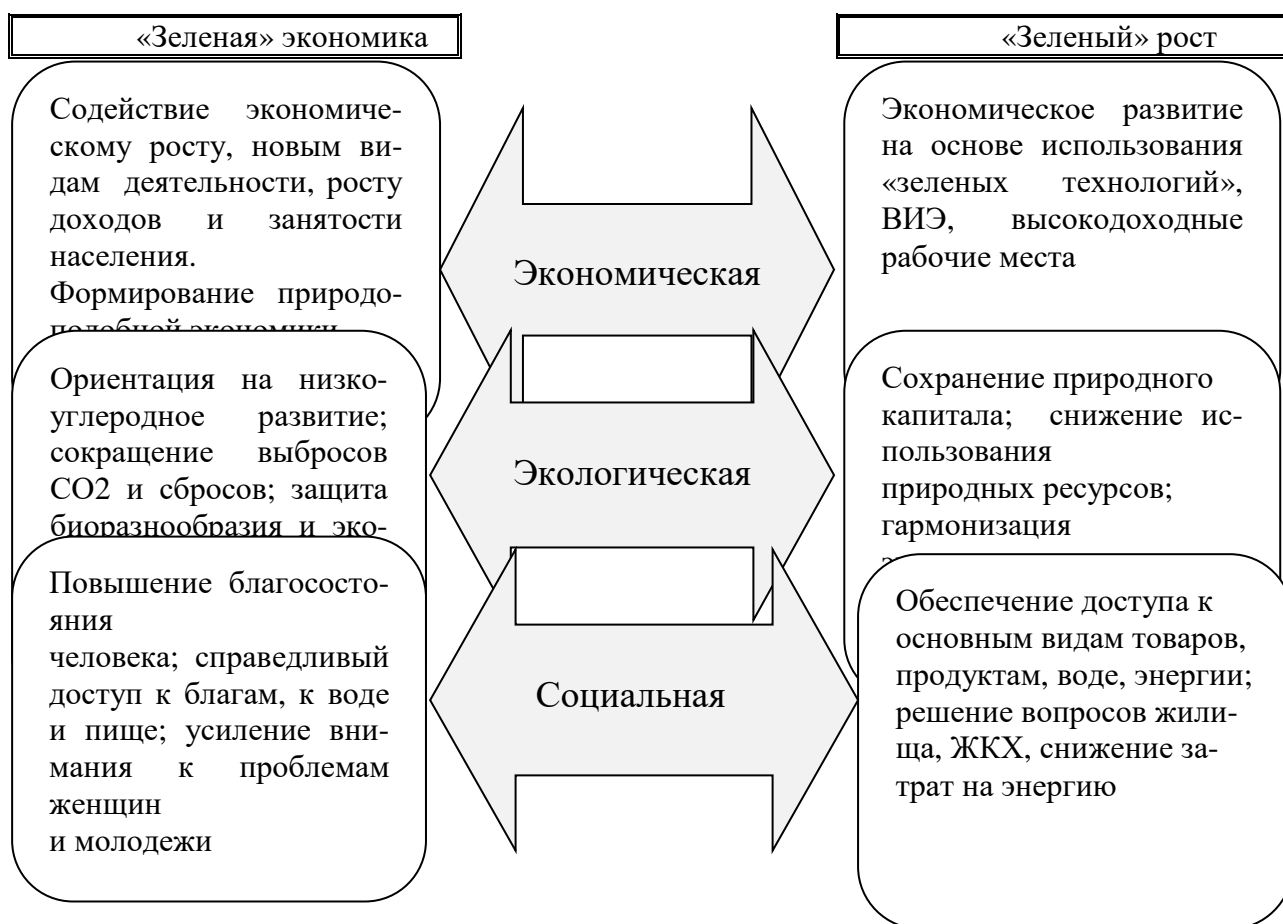 «Зеленая» экономика
«Зеленый» рост
Содействие экономиче-
скому росту, новым ви-
дам деятельности, росту
доходов и занятости
населения.
Формирование природо-
подобной экономики
Экономическая
Экономическое развитие
на основе использования
«зеленых технологий»,
ВИЭ, высокодоходные
рабочие места
Ориентация на низко-
углеродное развитие;
сокращение выбросов
СО2 и сбросов; защита
биоразнообразия и эко-
Экологическая
Сохранение природного
капитала; снижение ис-
пользования
природных ресурсов;
гармонизация
Повышение благососто-
яния
человека; справедливый
доступ к благам, к воде
и пище; усиление вни-
мания к проблемам
женщин
и молодежи
Социальная
Обеспечение доступа к
основным видам товаров,
продуктам, воде, энергии;
решение вопросов жили-
ща, ЖКХ, снижение за-
трат на энергию